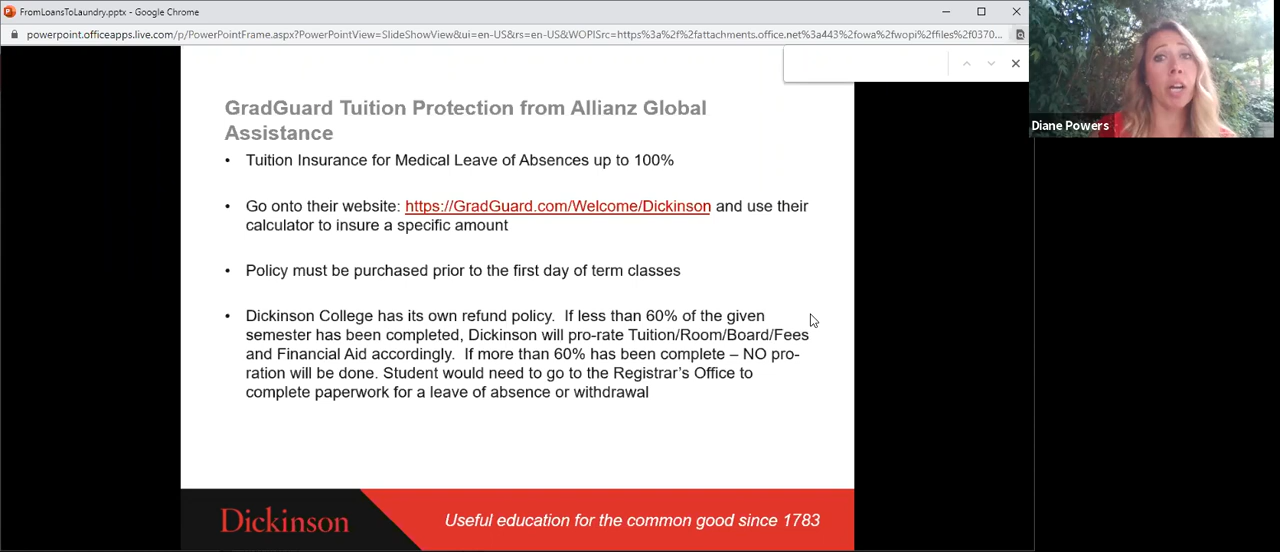 FromLoansToLaundry.pptx - Google Chrome
powerpoint.officeapps.live.com/p/PowerPointFrame.aspx?PowerPointView=SlideShowView&ui=en-US&rs=en-US&WOPISrc=https%3a%2f%2fattachments.office.net%3a443%2fowa%2fwopi%2ffiles%2f0370...
Diane Powers
GradGuard Tuition Protection from Allianz Global
Assistance
• Tuition Insurance for Medical Leave of Absences up to 100%
• Go onto their website: https://GradGuard.com/Welcome/Dickinson and use their
calculator to insure a specific amount
• Policy must be purchased prior to the first day of term classes
• Dickinson College has its own refund policy.  If less than 60% of the given
semester has been completed, Dickinson will pro-rate Tuition/Room/Board/Fees
and Financial Aid accordingly.  If more than 60% has been complete – NO pro-
ration will be done. Student would need to go to the Registrar's Office to
complete paperwork for a leave of absence or withdrawal
Dickinson
Useful education for the common good since 1783